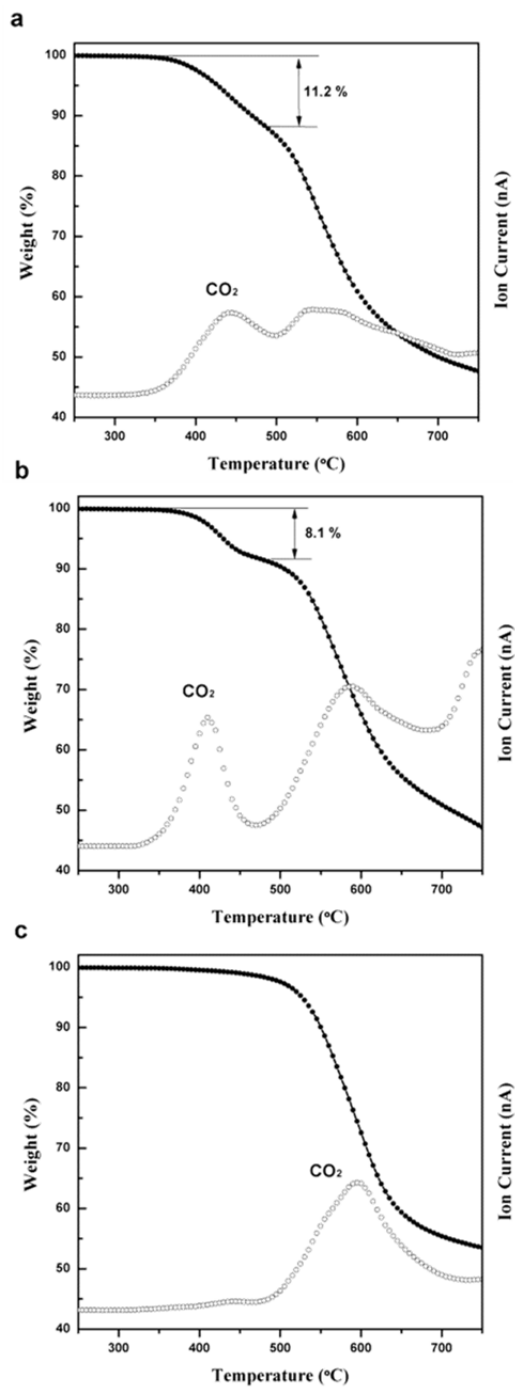 a
100
90
80
70
60
50
40
11.2 %
CO₂
Weight (%)
Ion Current (nA)
300 400 500 600 700
Temperature (°C)
b
100
90
80
70
60
50
40
8.1 %
CO₂
Weight (%)
Ion Current (nA)
300 400 500 600 700
Temperature (°C)
c
100
90
80
70
60
50
40
CO₂
Weight (%)
Ion Current (nA)
300 400 500 600 700
Temperature (°C)